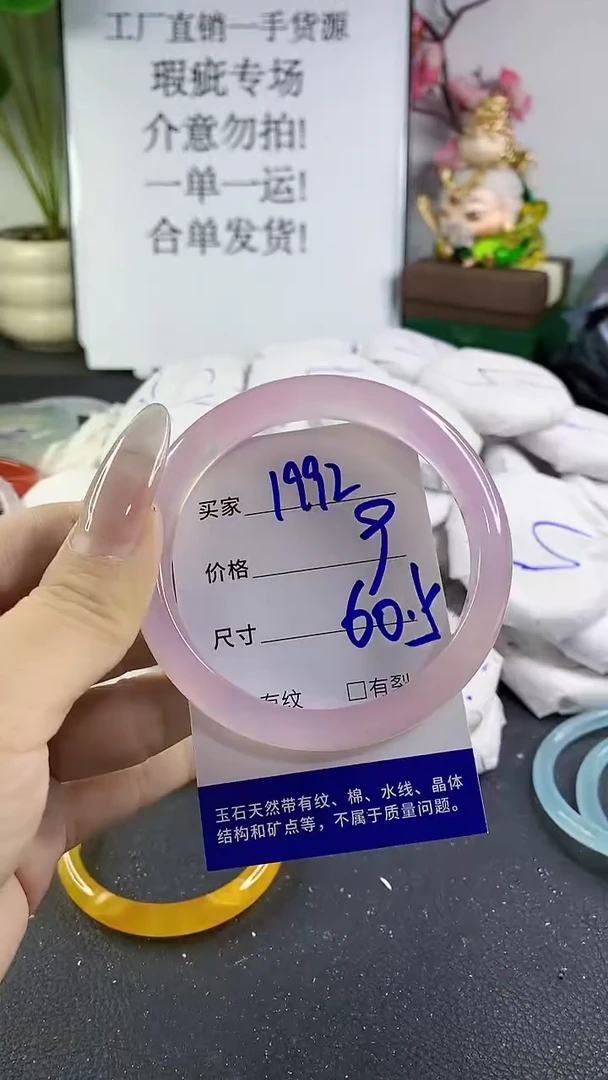 工厂直销一手货源
瑕疵专场
介意勿拍!
一单一运!
合单发货!
买家 1992
价格 9
尺寸 60.5
有纹 □有裂
玉石天然带有纹、棉、水线、晶体
结构和矿点等，不属于质量问题。